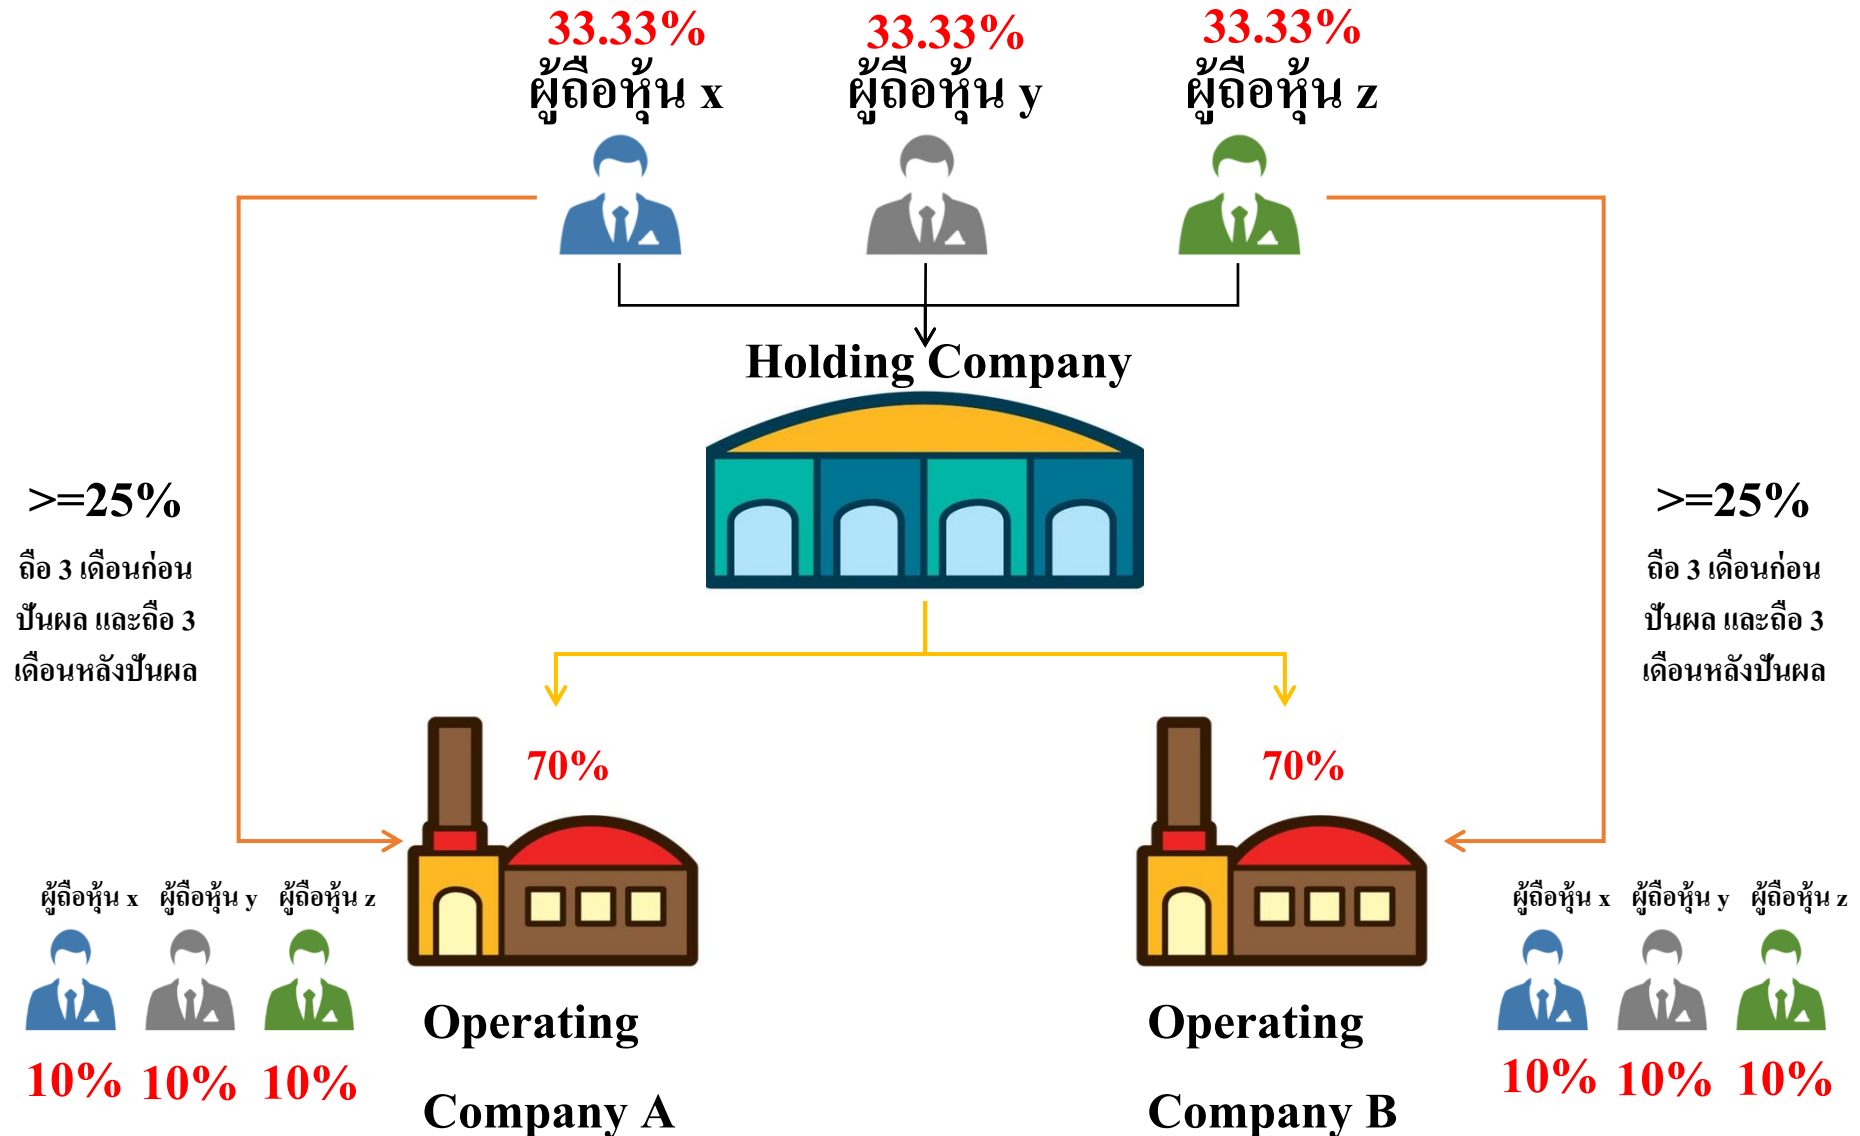 33.33%
33.33%
33.33%
ผู้ถือหุ้น x
ผู้ถือหุ้น y
ผู้ถือหุ้น z
Holding Company
>=25%
ถือ 3 เดือนก่อน
ปันผล และถือ 3
เดือนหลังปันผล
>=25%
ถือ 3 เดือนก่อน
ปันผล และถือ 3
เดือนหลังปันผล
70%
70%
ผู้ถือหุ้น x
ผู้ถือหุ้น y
ผู้ถือหุ้น z
10%
10%
10%
Operating
Company A
Operating
Company B
ผู้ถือหุ้น x
ผู้ถือหุ้น y
ผู้ถือหุ้น z
10%
10%
10%